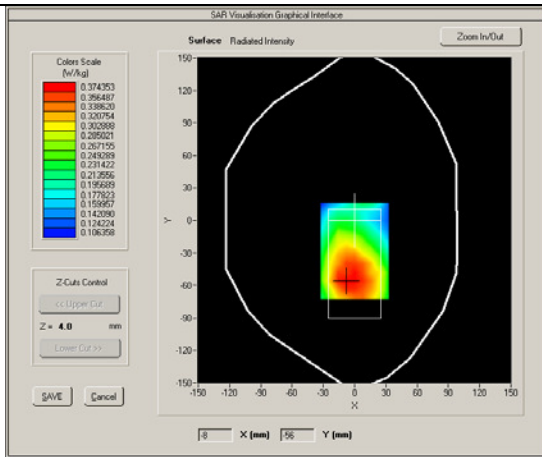 SAR Visualisation Graphical Interface
Surface Radiated Intensity
Zoom In/Out
Colors Scale
(W/kg)
0.374353
0.356487
0.338620
0.320754
0.302888
0.285021
0.267155
0.249289
0.231422
0.213556
0.195689
0.177823
0.159957
0.142090
0.124224
0.106358
Z-Cuts Control
<< Upper Cut
Z = 4.0 mm
Lower Cut >>
SAVE Cancel
150
120
90
60
30
0
-30
-60
-90
-120
-150
Y
-150 -120 -90 -60 -30 0 30 60 90 120 150
X
-8 X (mm) -56 Y (mm)